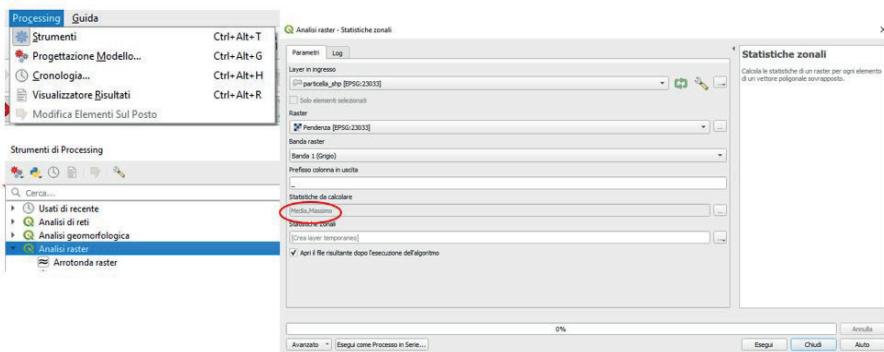 Processing Guida
Strumenti Ctrl+Alt+T
Progettazione Modello... Ctrl+Alt+G
Cronologia... Ctrl+Alt+H
Visualizzatore Risultati Ctrl+Alt+R
Modifica Elementi Sul Posto
Strumenti di Processing
Cerca...
Usati di recente
Analisi di reti
Analisi geomorfologica
Analisi raster
Arrotonda raster
Analisi raster - Statistiche zonali
Parametri Log
Layer in ingresso
particella_shp [EPSG:23033]
Solo elementi selezionati
Raster
Pendenza [EPSG:23033]
Banda raster
Banda 1 (Grigio)
Prefisso colonna in uscita
_
Statistiche da calcolare
Media,Massimo
Statistiche zonali
[Crea layer temporaneo]
Apri il file risultante dopo l'esecuzione dell'algoritmo
Statistiche zonali
Calcola le statistiche di un raster per ogni elemento
di un vettore poligonale sovrapposto.
0%
Annulla
Avanzato Esegui come Processo in Serie...
Esegui Chiudi Aiuto